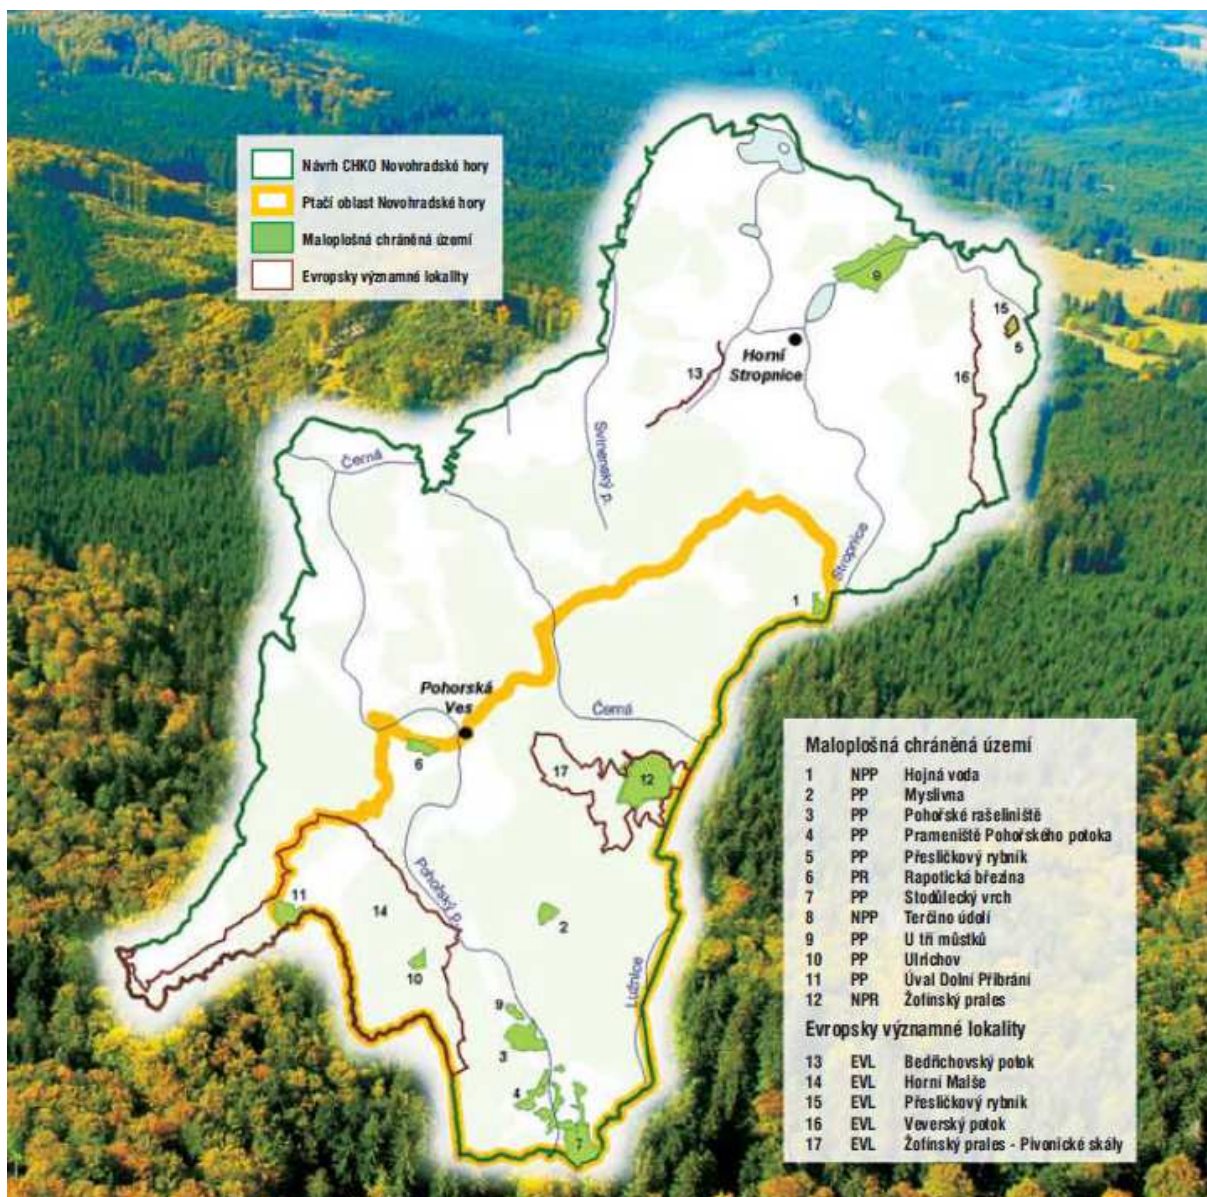 Návrh CHKO Novohradské hory
Ptačí oblast Novohradské hory
Maloplošná chráněná území
Evropsky významné lokality
8
15
5
Horní
Stropnice
13
16
Svinenský p.
Černá
Stropnice
1
Pohorská
Ves
Černá
6
17
12
Pohořský p.
11
14
2
10
Lužnice
9
3
4
7
Maloplošná chráněná území
1 NPP Hojná voda
2 PP Myslivna
3 PP Pohořské rašeliniště
4 PP Prameniště Pohořského potoka
5 PP Přesličkový rybník
6 PR Rapotická březina
7 PP Stodůlecký vrch
8 NPP Terčino údolí
9 PP U tří můstků
10 PP Ulrichov
11 PP Úval Dolní Příbrání
12 NPR Žofínský prales
Evropsky významné lokality
13 EVL Bedřichovský potok
14 EVL Horní Malše
15 EVL Přesličkový rybník
16 EVL Veverský potok
17 EVL Žofínský prales - Pivonické skály